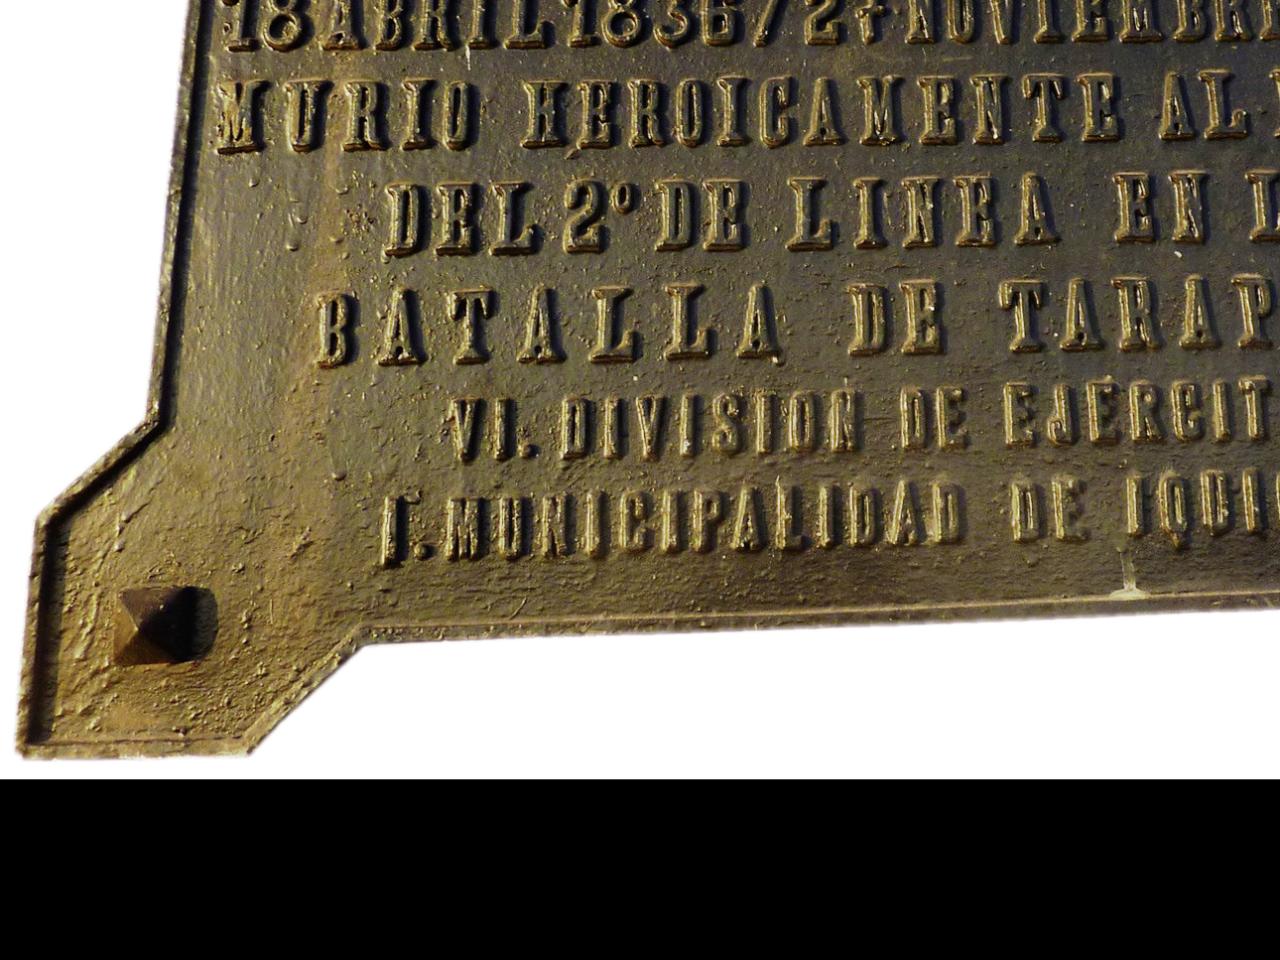 18 ABRIL 1836 / 27 NOVIEMBRE
MURIO HEROICAMENTE AL
DEL 2º DE LINEA EN L
BATALLA DE TARAP
VI. DIVISION DE EJERCIT
I. MUNICIPALIDAD DE IQUI